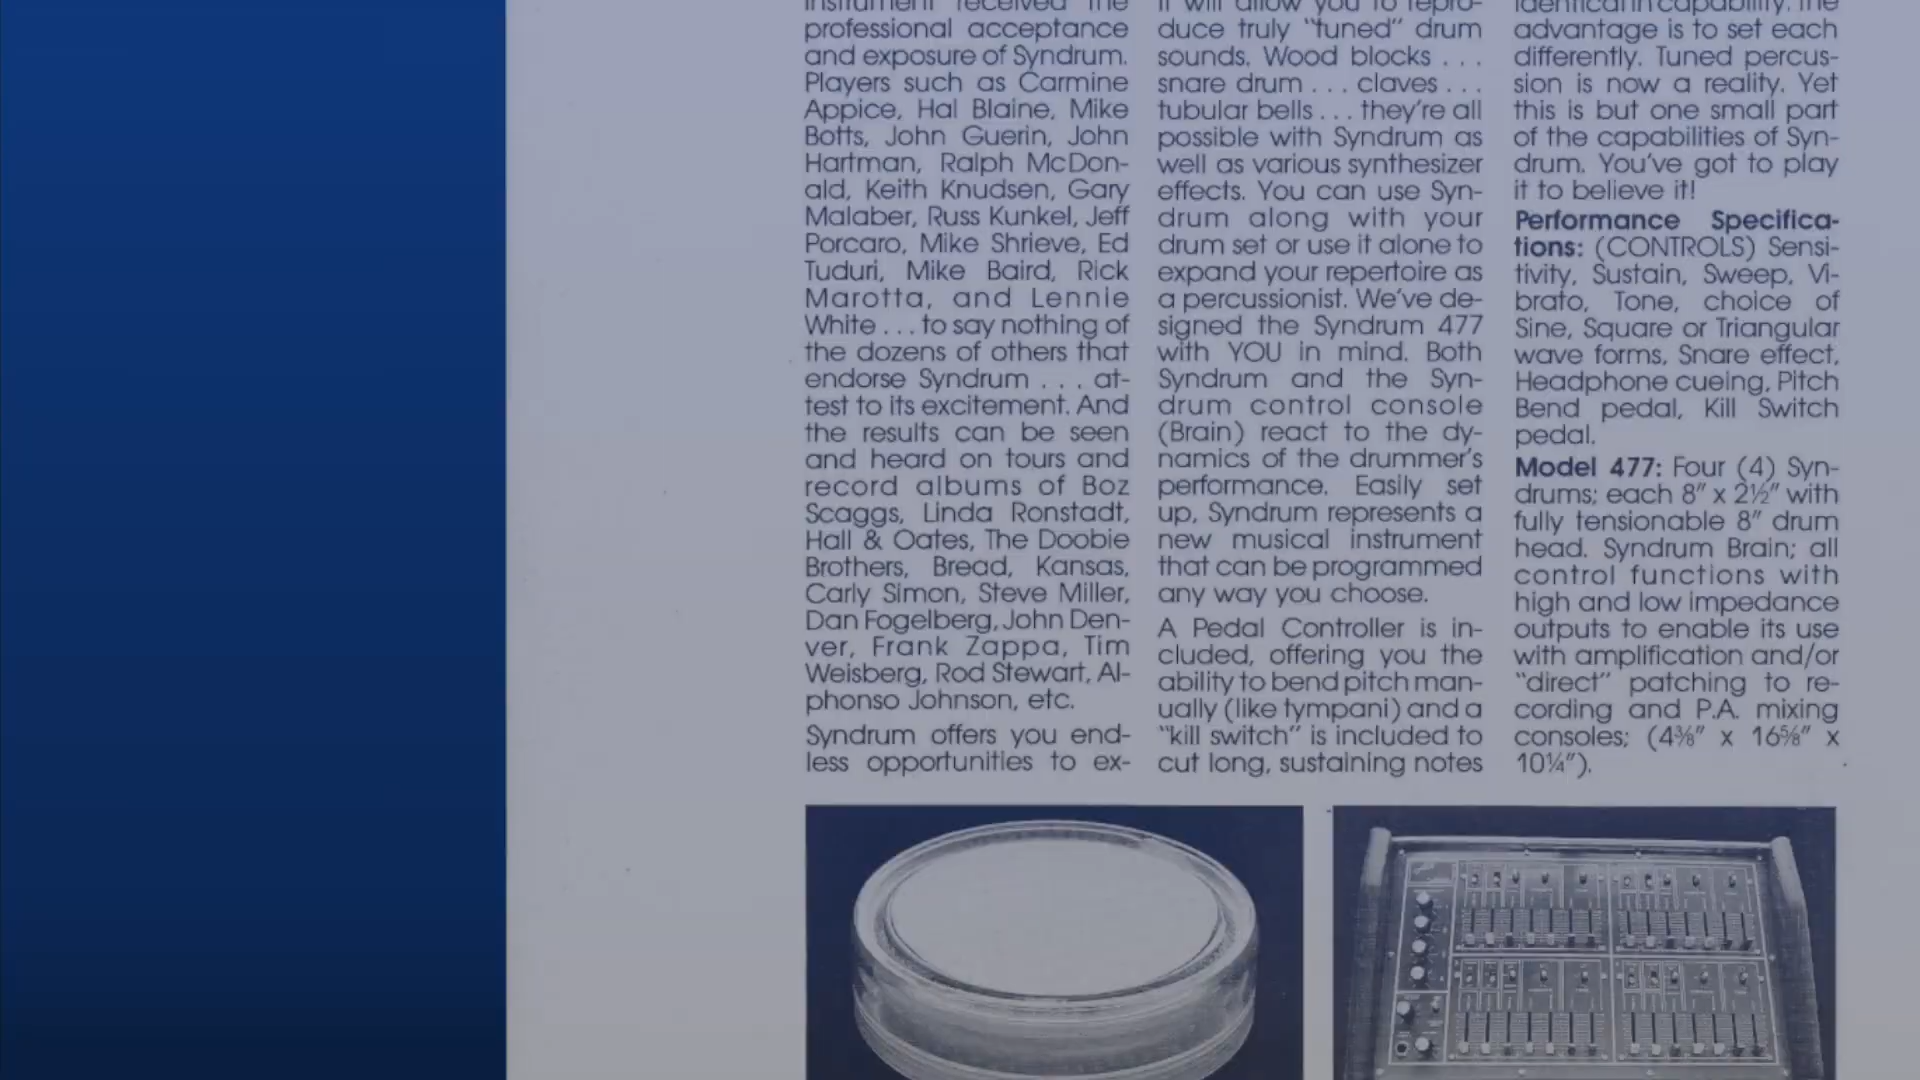 instrument received the
professional acceptance
and exposure of Syndrum.
Players such as Carmine
Appice, Hal Blaine, Mike
Botts, John Guerin, John
Hartman, Ralph McDon-
ald, Keith Knudsen, Gary
Malaber, Russ Kunkel, Jeff
Porcaro, Mike Shrieve, Ed
Tuduri, Mike Baird, Rick
Marotta, and Lennie
White . . . to say nothing of
the dozens of others that
endorse Syndrum . . . at-
test to its excitement. And
the results can be seen
and heard on tours and
record albums of Boz
Scaggs, Linda Ronstadt,
Hall & Oates, The Doobie
Brothers, Bread, Kansas,
Carly Simon, Steve Miller,
Dan Fogelberg, John Den-
ver, Frank Zappa, Tim
Weisberg, Rod Stewart, Al-
phonso Johnson, etc.
Syndrum offers you end-
less opportunities to ex-
it will allow you to repro-
duce truly "tuned" drum
sounds. Wood blocks . . .
snare drum . . . claves . . .
tubular bells . . . they're all
possible with Syndrum as
well as various synthesizer
effects. You can use Syn-
drum along with your
drum set or use it alone to
expand your repertoire as
a percussionist. We've de-
signed the Syndrum 477
with YOU in mind. Both
Syndrum and the Syn-
drum control console
(Brain) react to the dy-
namics of the drummer's
performance. Easily set
up, Syndrum represents a
new musical instrument
that can be programmed
any way you choose.
A Pedal Controller is in-
cluded, offering you the
ability to bend pitch man-
ually (like tympani) and a
"kill switch" is included to
cut long, sustaining notes
identical in capability. The
advantage is to set each
differently. Tuned percus-
sion is now a reality. Yet
this is but one small part
of the capabilities of Syn-
drum. You've got to play
it to believe it!
Performance Specifica-
tions: (CONTROLS) Sensi-
tivity, Sustain, Sweep, Vi-
brato, Tone, choice of
Sine, Square or Triangular
wave forms, Snare effect,
Headphone cueing, Pitch
Bend pedal, Kill Switch
pedal.
Model 477: Four (4) Syn-
drums; each 8" x 2½" with
fully tensionable 8" drum
head. Syndrum Brain; all
control functions with
high and low impedance
outputs to enable its use
with amplification and/or
"direct" patching to re-
cording and P.A. mixing
consoles; (4⅜" x 16⅝" x
10¼").